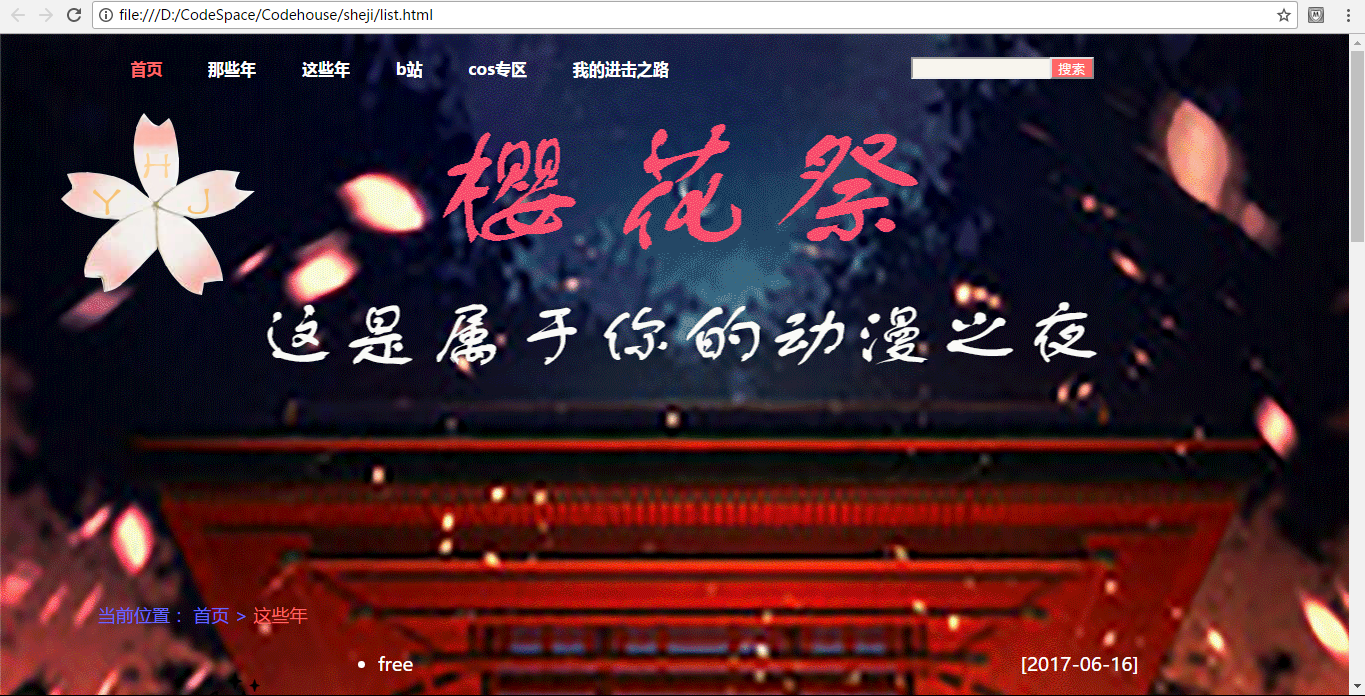 file:///D:/CodeSpace/Codehouse/sheji/list.html
首页 那些年 这些年 b站 cos专区 我的进击之路 搜索
Y H J
櫻花祭
这是属于你的动漫之夜
当前位置： 首页 > 这些年
• free [2017-06-16]